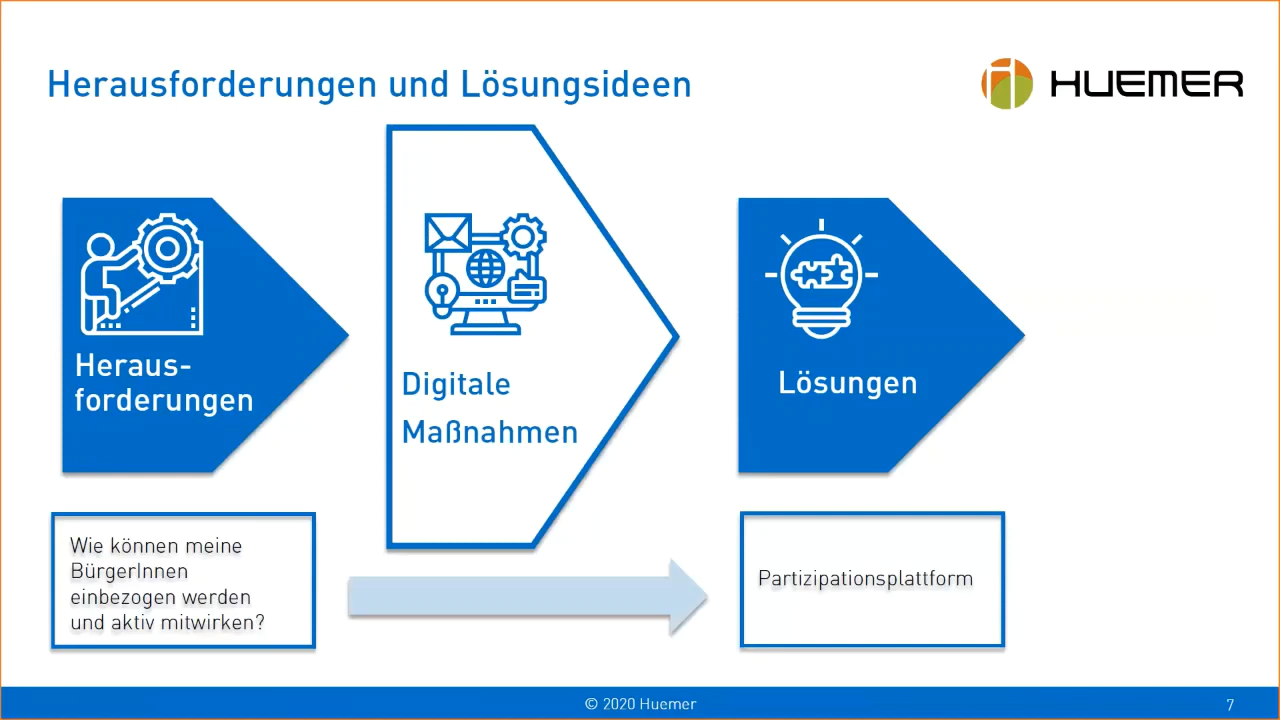 Herausforderungen und Lösungsideen
HUEMER
Heraus-
forderungen
Digitale
Maßnahmen
Lösungen
Wie können meine
BürgerInnen
einbezogen werden
und aktiv mitwirken?
Partizipationsplattform
© 2020 Huemer
7